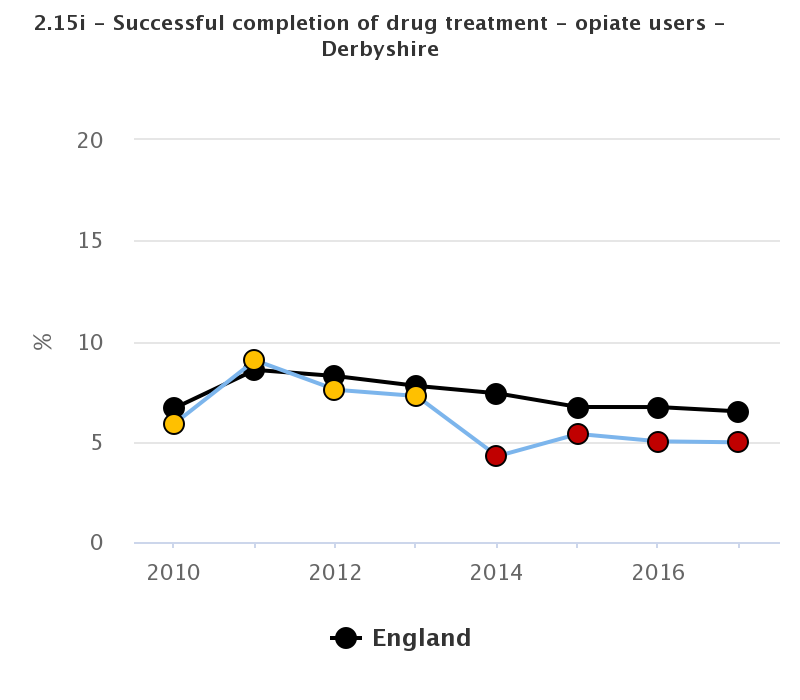 2.15i – Successful completion of drug treatment – opiate users –
Derbyshire
20
15
10
5
0
%
2010 2012 2014 2016
England